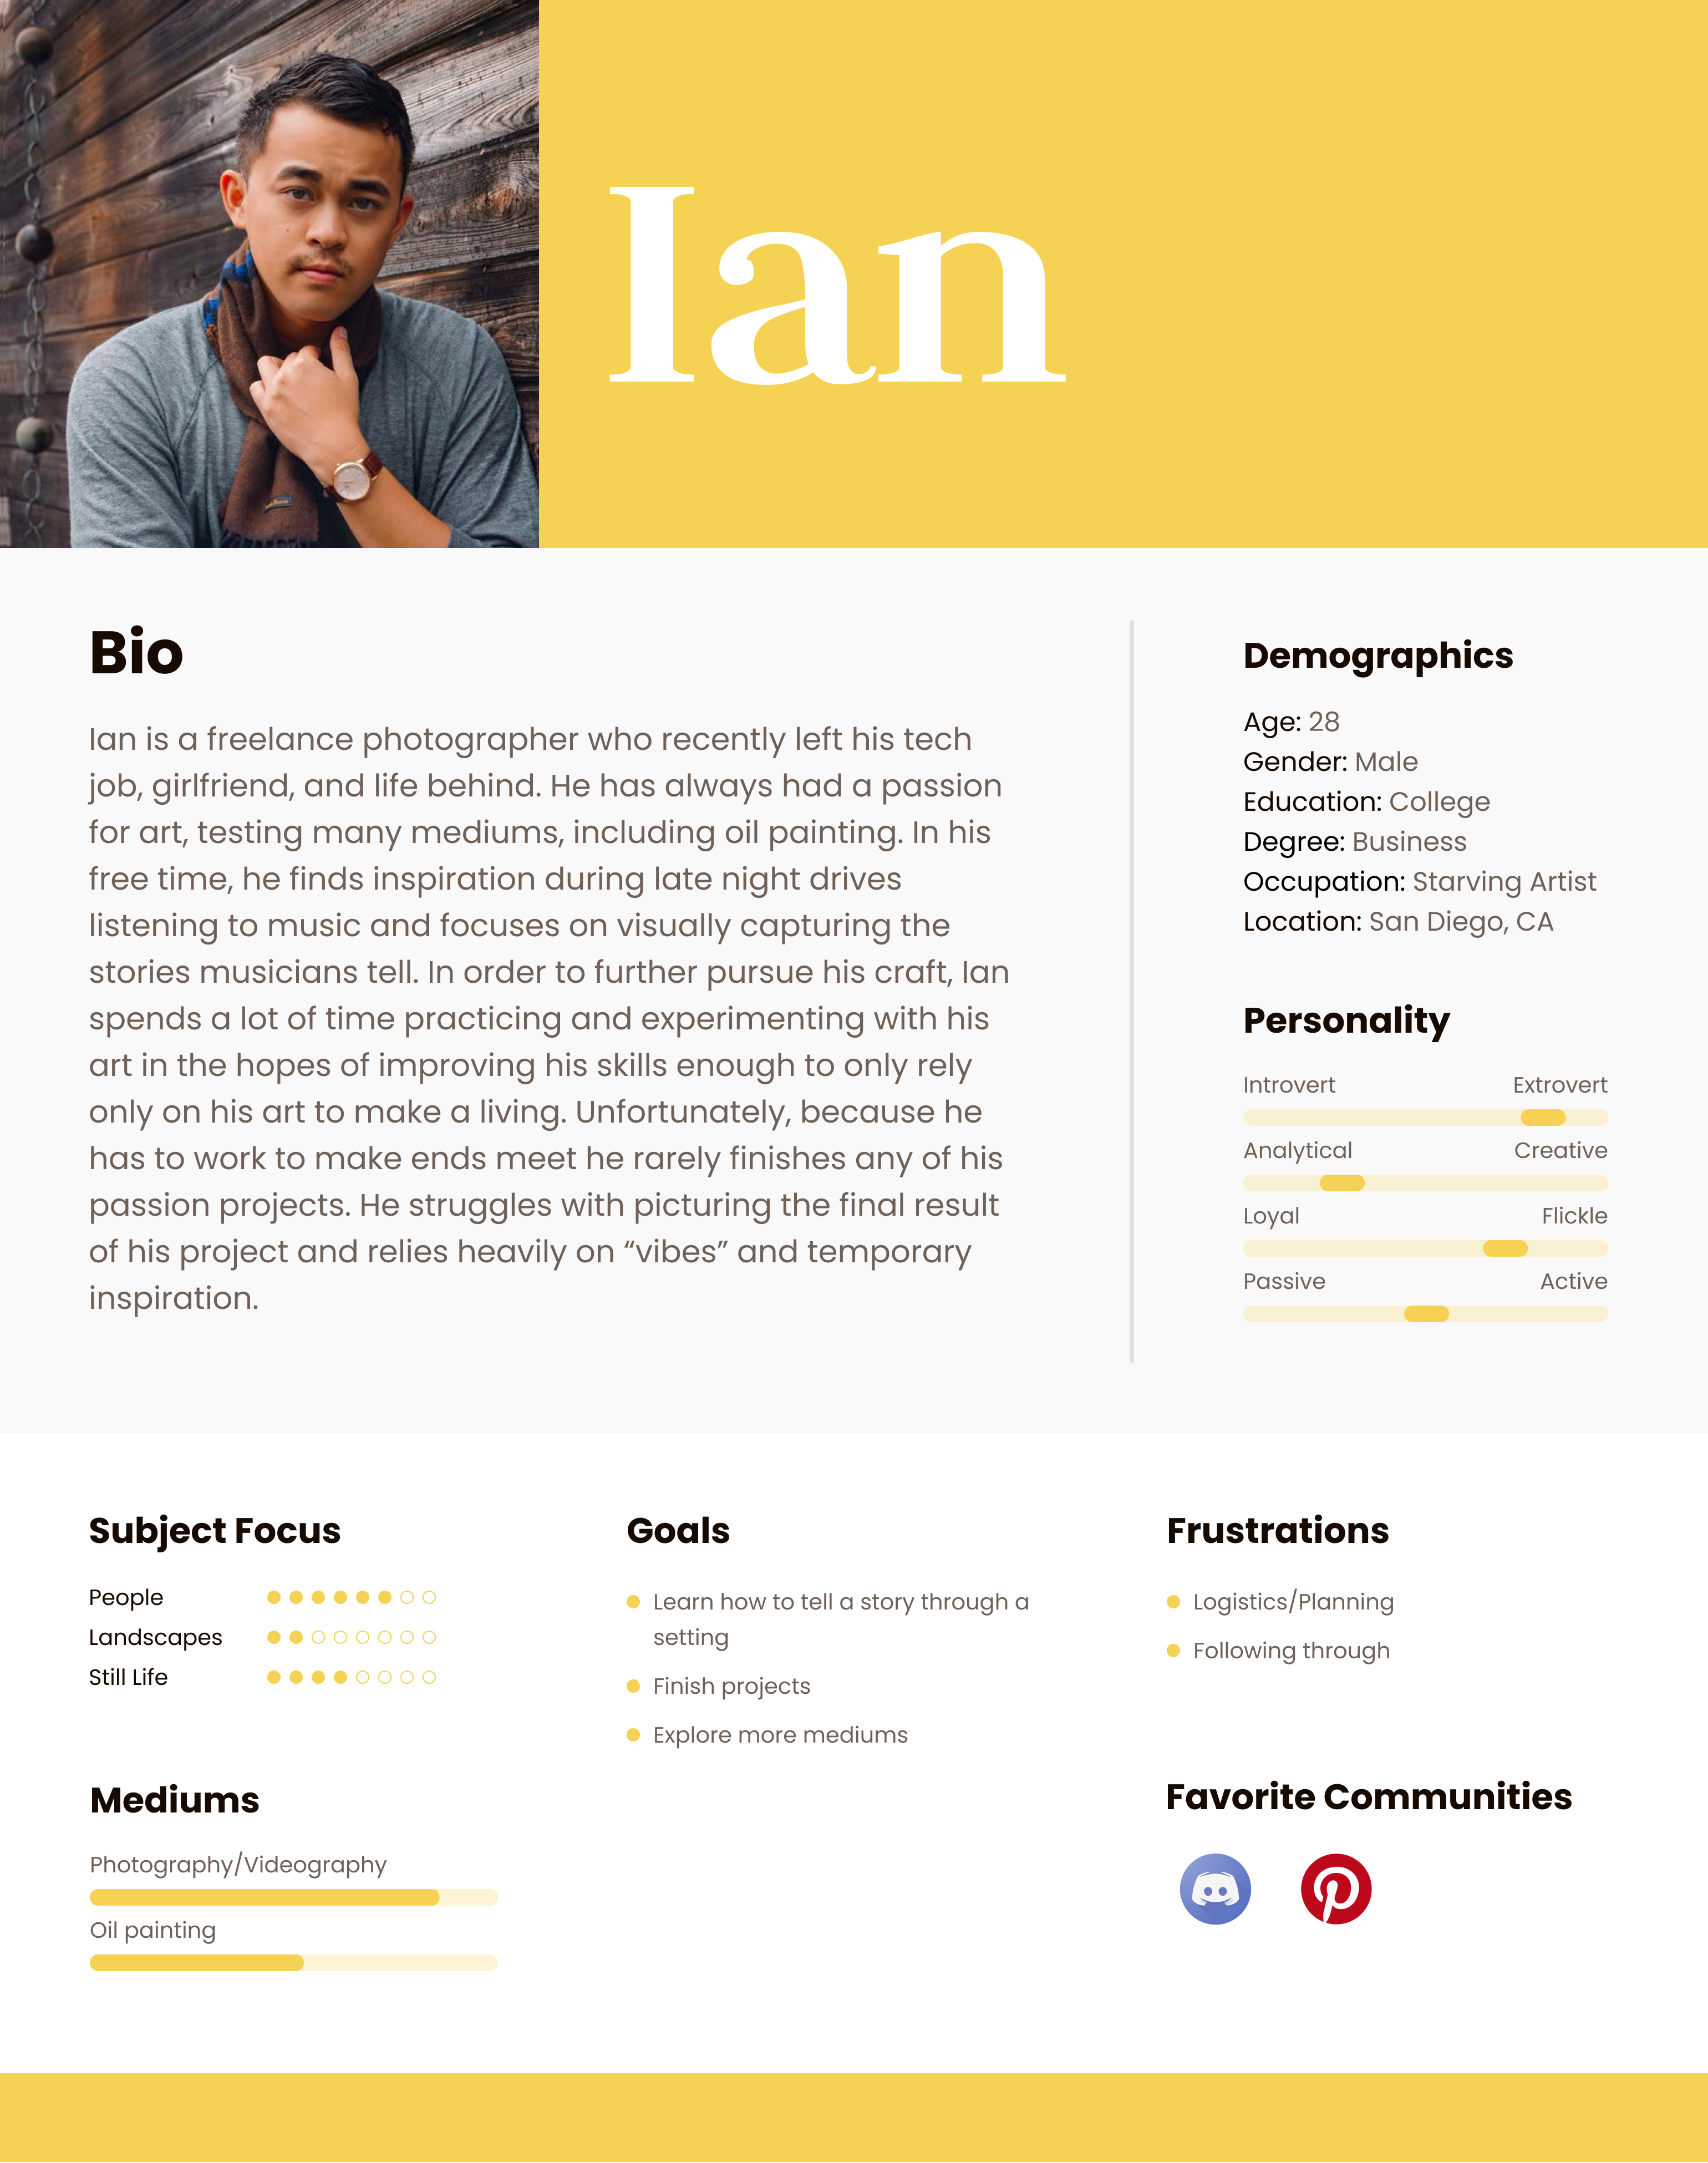 Ian
Bio
Ian is a freelance photographer who recently left his tech
job, girlfriend, and life behind. He has always had a passion
for art, testing many mediums, including oil painting. In his
free time, he finds inspiration during late night drives
listening to music and focuses on visually capturing the
stories musicians tell. In order to further pursue his craft, Ian
spends a lot of time practicing and experimenting with his
art in the hopes of improving his skills enough to only rely
only on his art to make a living. Unfortunately, because he
has to work to make ends meet he rarely finishes any of his
passion projects. He struggles with picturing the final result
of his project and relies heavily on “vibes” and temporary
inspiration.
Demographics
Age: 28
Gender: Male
Education: College
Degree: Business
Occupation: Starving Artist
Location: San Diego, CA
Personality
Introvert Extrovert
Analytical Creative
Loyal Flickle
Passive Active
Subject Focus
People
Landscapes
Still Life
Goals
Learn how to tell a story through a
setting
Finish projects
Explore more mediums
Frustrations
Logistics/Planning
Following through
Mediums
Photography/Videography
Oil painting
Favorite Communities